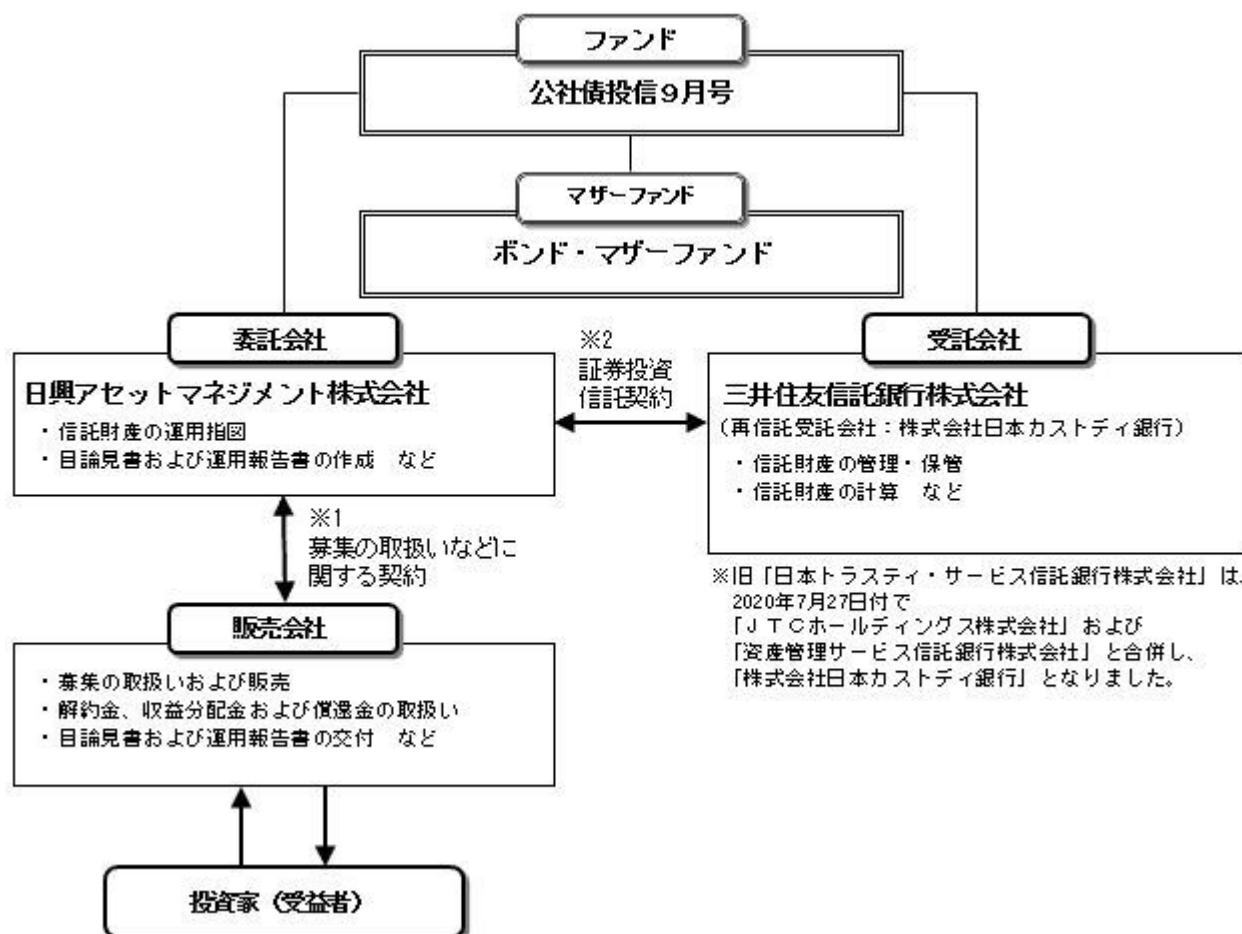 ファンド
公社債投信9月号
マザーファンド
ボンド・マザーファンド
委託会社
日興アセットマネジメント株式会社
・信託財産の運用指図
・目論見書および運用報告書の作成 など
※2
証券投資
信託契約
受託会社
三井住友信託銀行株式会社
(再信託受託会社:株式会社日本カストディ銀行)
・信託財産の管理・保管
・信託財産の計算 など
※旧「日本トラスティ・サービス信託銀行株式会社」は、
2020年7月27日付で
「JTCホールディングス株式会社」および
「資産管理サービス信託銀行株式会社」と合併し、
「株式会社日本カストディ銀行」となりました。
※1
募集の取扱いなどに
関する契約
販売会社
・募集の取扱いおよび販売
・解約金、収益分配金および償還金の取扱い
・目論見書および運用報告書の交付 など
投資家(受益者)